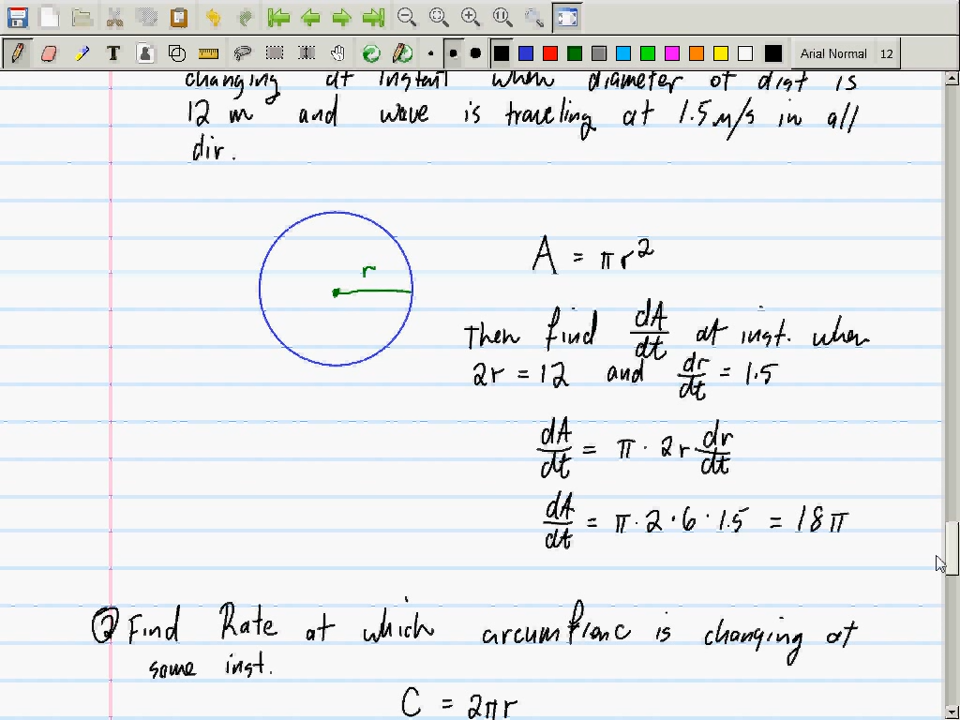 Arial Normal 12
changing at instant when diameter of dist is
12 m and wave is traveling at 1.5 m/s in all
dir.
r
A = πr²
Then find dA/dt at inst. when
2r = 12 and dr/dt = 1.5
dA/dt = π · 2r · dr/dt
dA/dt = π · 2 · 6 · 1.5 = 18π
② Find Rate at which circumfrenc is changing at
same inst.
C = 2πr